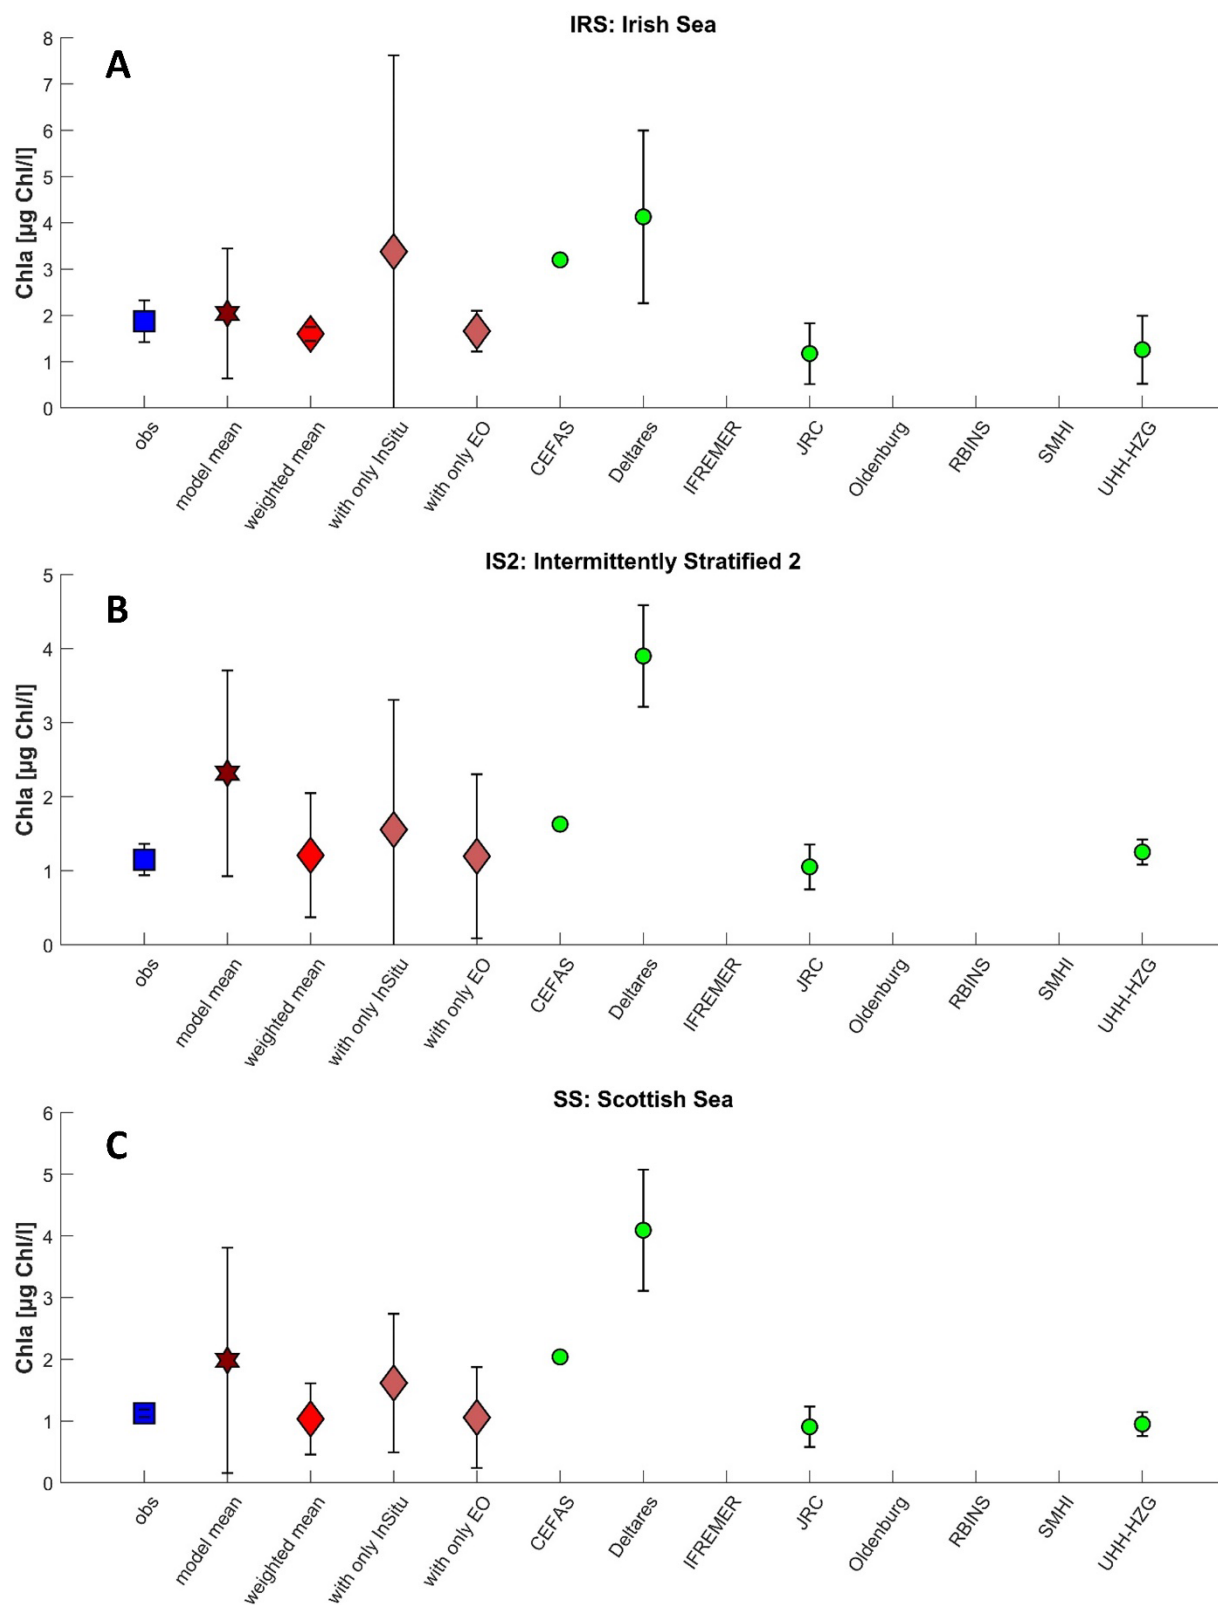 IRS: Irish Sea
A
Chla [µg Chl/l]
8
7
6
5
4
3
2
1
0
obs
model mean
weighted mean
with only InSitu
with only EO
CEFAS
Deltares
IFREMER
JRC
Oldenburg
RBINS
SMHI
UHH-HZG
IS2: Intermittently Stratified 2
B
Chla [µg Chl/l]
5
4
3
2
1
0
obs
model mean
weighted mean
with only InSitu
with only EO
CEFAS
Deltares
IFREMER
JRC
Oldenburg
RBINS
SMHI
UHH-HZG
SS: Scottish Sea
C
Chla [µg Chl/l]
6
5
4
3
2
1
0
obs
model mean
weighted mean
with only InSitu
with only EO
CEFAS
Deltares
IFREMER
JRC
Oldenburg
RBINS
SMHI
UHH-HZG